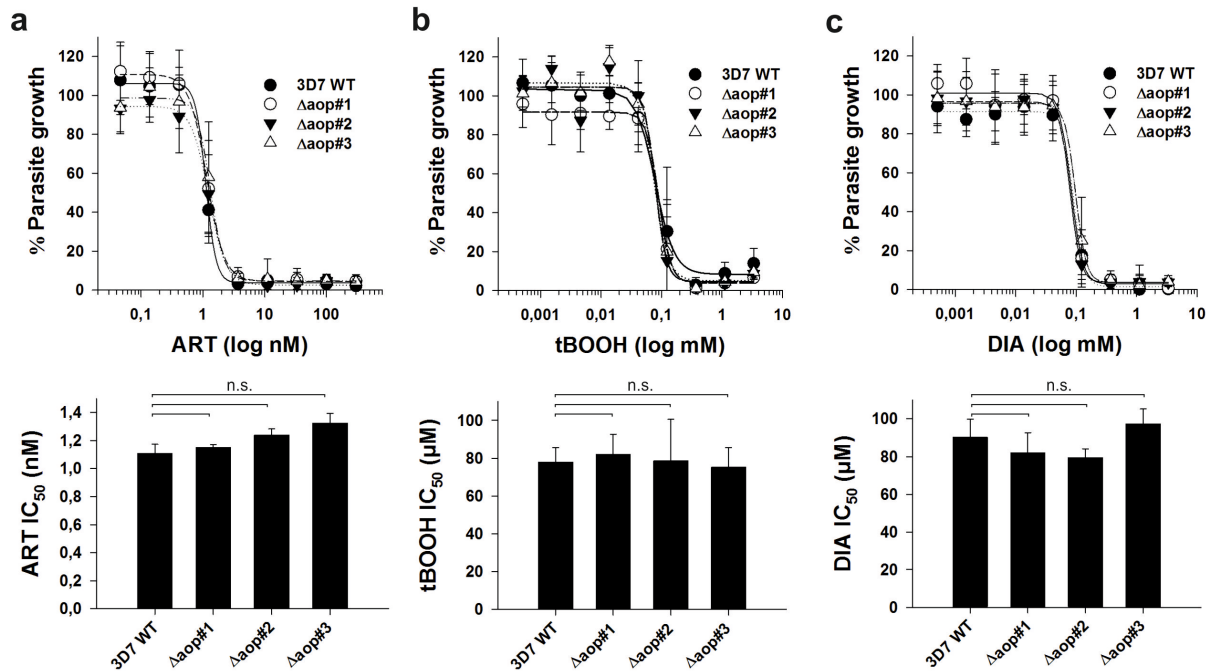 a
% Parasite growth
120
100
80
60
40
20
0
0,1
1
10
100
ART (log nM)
3D7 WT
Δaop#1
Δaop#2
Δaop#3
b
% Parasite growth
120
100
80
60
40
20
0
0,001
0,01
0,1
1
10
tBOOH (log mM)
3D7 WT
Δaop#1
Δaop#2
Δaop#3
c
% Parasite growth
120
100
80
60
40
20
0
0,001
0,01
0,1
1
10
DIA (log mM)
3D7 WT
Δaop#1
Δaop#2
Δaop#3
n.s.
ART IC50 (nM)
1,4
1,2
1,0
0,8
0,6
0,4
0,2
0,0
3D7 WT
Δaop#1
Δaop#2
Δaop#3
n.s.
tBOOH IC50 (µM)
100
80
60
40
20
0
3D7 WT
Δaop#1
Δaop#2
Δaop#3
n.s.
DIA IC50 (µM)
100
80
60
40
20
0
3D7 WT
Δaop#1
Δaop#2
Δaop#3